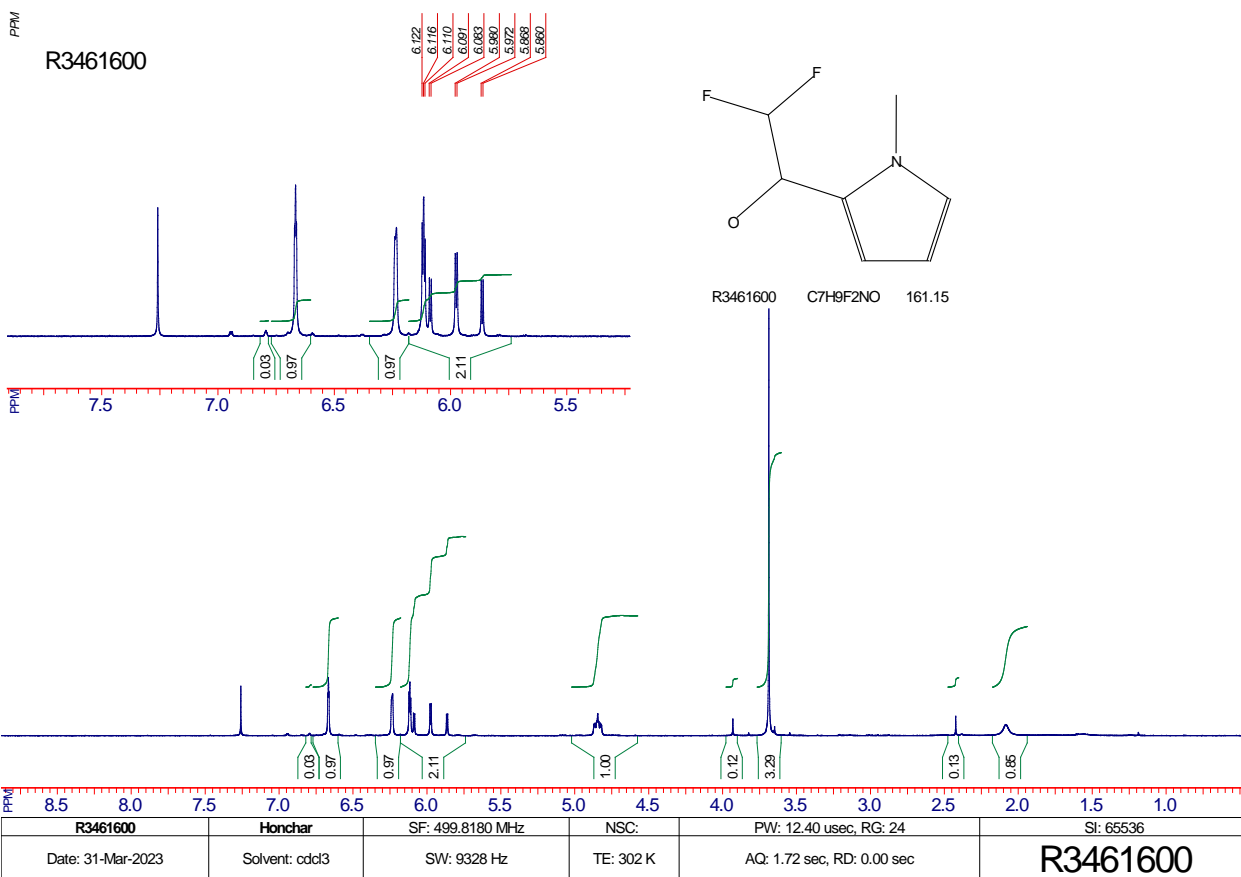 PPM
R3461600
6.122
6.116
6.110
6.091
6.083
5.980
5.972
5.868
5.860
F
F
N
O
R3461600 C7H9F2NO 161.15
0.03
0.97
0.97
2.11
PPM
7.5 7.0 6.5 6.0 5.5
0.03
0.97
0.97
2.11
1.00
0.12
3.29
0.13
0.85
PPM
8.5 8.0 7.5 7.0 6.5 6.0 5.5 5.0 4.5 4.0 3.5 3.0 2.5 2.0 1.5 1.0
R3461600 Honchar SF: 499.8180 MHz NSC: PW: 12.40 usec, RG: 24 SI: 65536
Date: 31-Mar-2023 Solvent: cdcl3 SW: 9328 Hz TE: 302 K AQ: 1.72 sec, RD: 0.00 sec R3461600